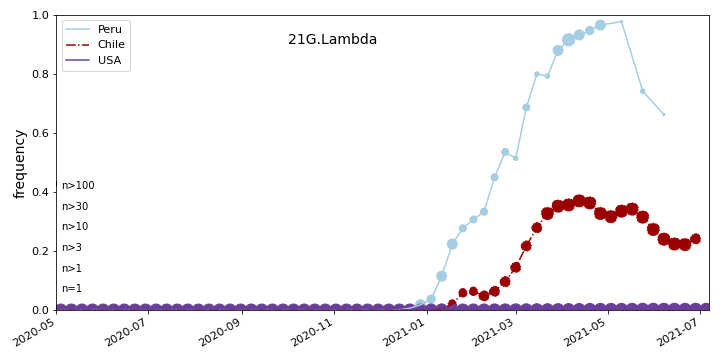 21G.Lambda
Peru
Chile
USA
frequency
1.0
0.8
0.6
0.4
0.2
0.0
n>100
n>30
n>10
n>3
n>1
n=1
2020-05
2020-07
2020-09
2020-11
2021-01
2021-03
2021-05
2021-07